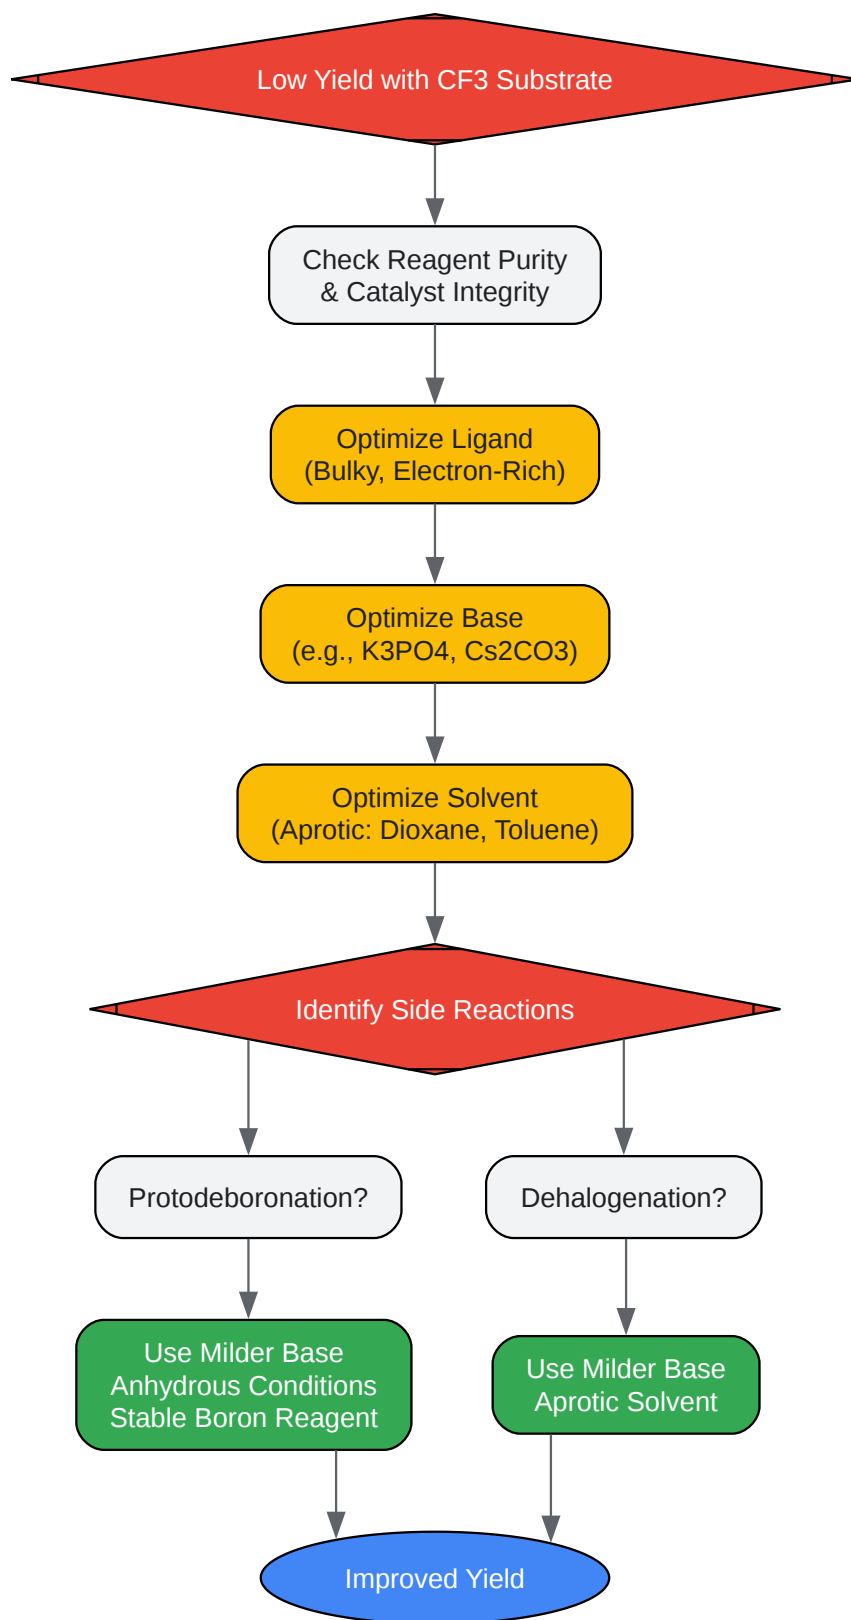 Low Yield with CF3 Substrate
Check Reagent Purity
& Catalyst Integrity
Optimize Ligand
(Bulky, Electron-Rich)
Optimize Base
(e.g., K3PO4, Cs2CO3)
Optimize Solvent
(Aprotic: Dioxane, Toluene)
Identify Side Reactions
Protodeboronation?
Dehalogenation?
Use Milder Base
Anhydrous Conditions
Stable Boron Reagent
Use Milder Base
Aprotic Solvent
Improved Yield